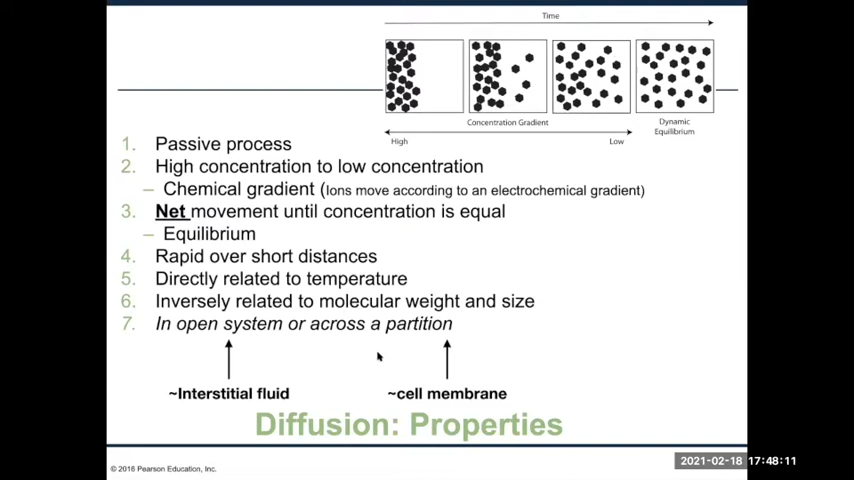 Time
Concentration Gradient
Dynamic
Equilibrium
High
Low
1. Passive process
2. High concentration to low concentration
– Chemical gradient (Ions move according to an electrochemical gradient)
3. Net movement until concentration is equal
– Equilibrium
4. Rapid over short distances
5. Directly related to temperature
6. Inversely related to molecular weight and size
7. In open system or across a partition
~Interstitial fluid
~cell membrane
Diffusion: Properties
© 2016 Pearson Education, Inc.
2021-02-18 17:48:11